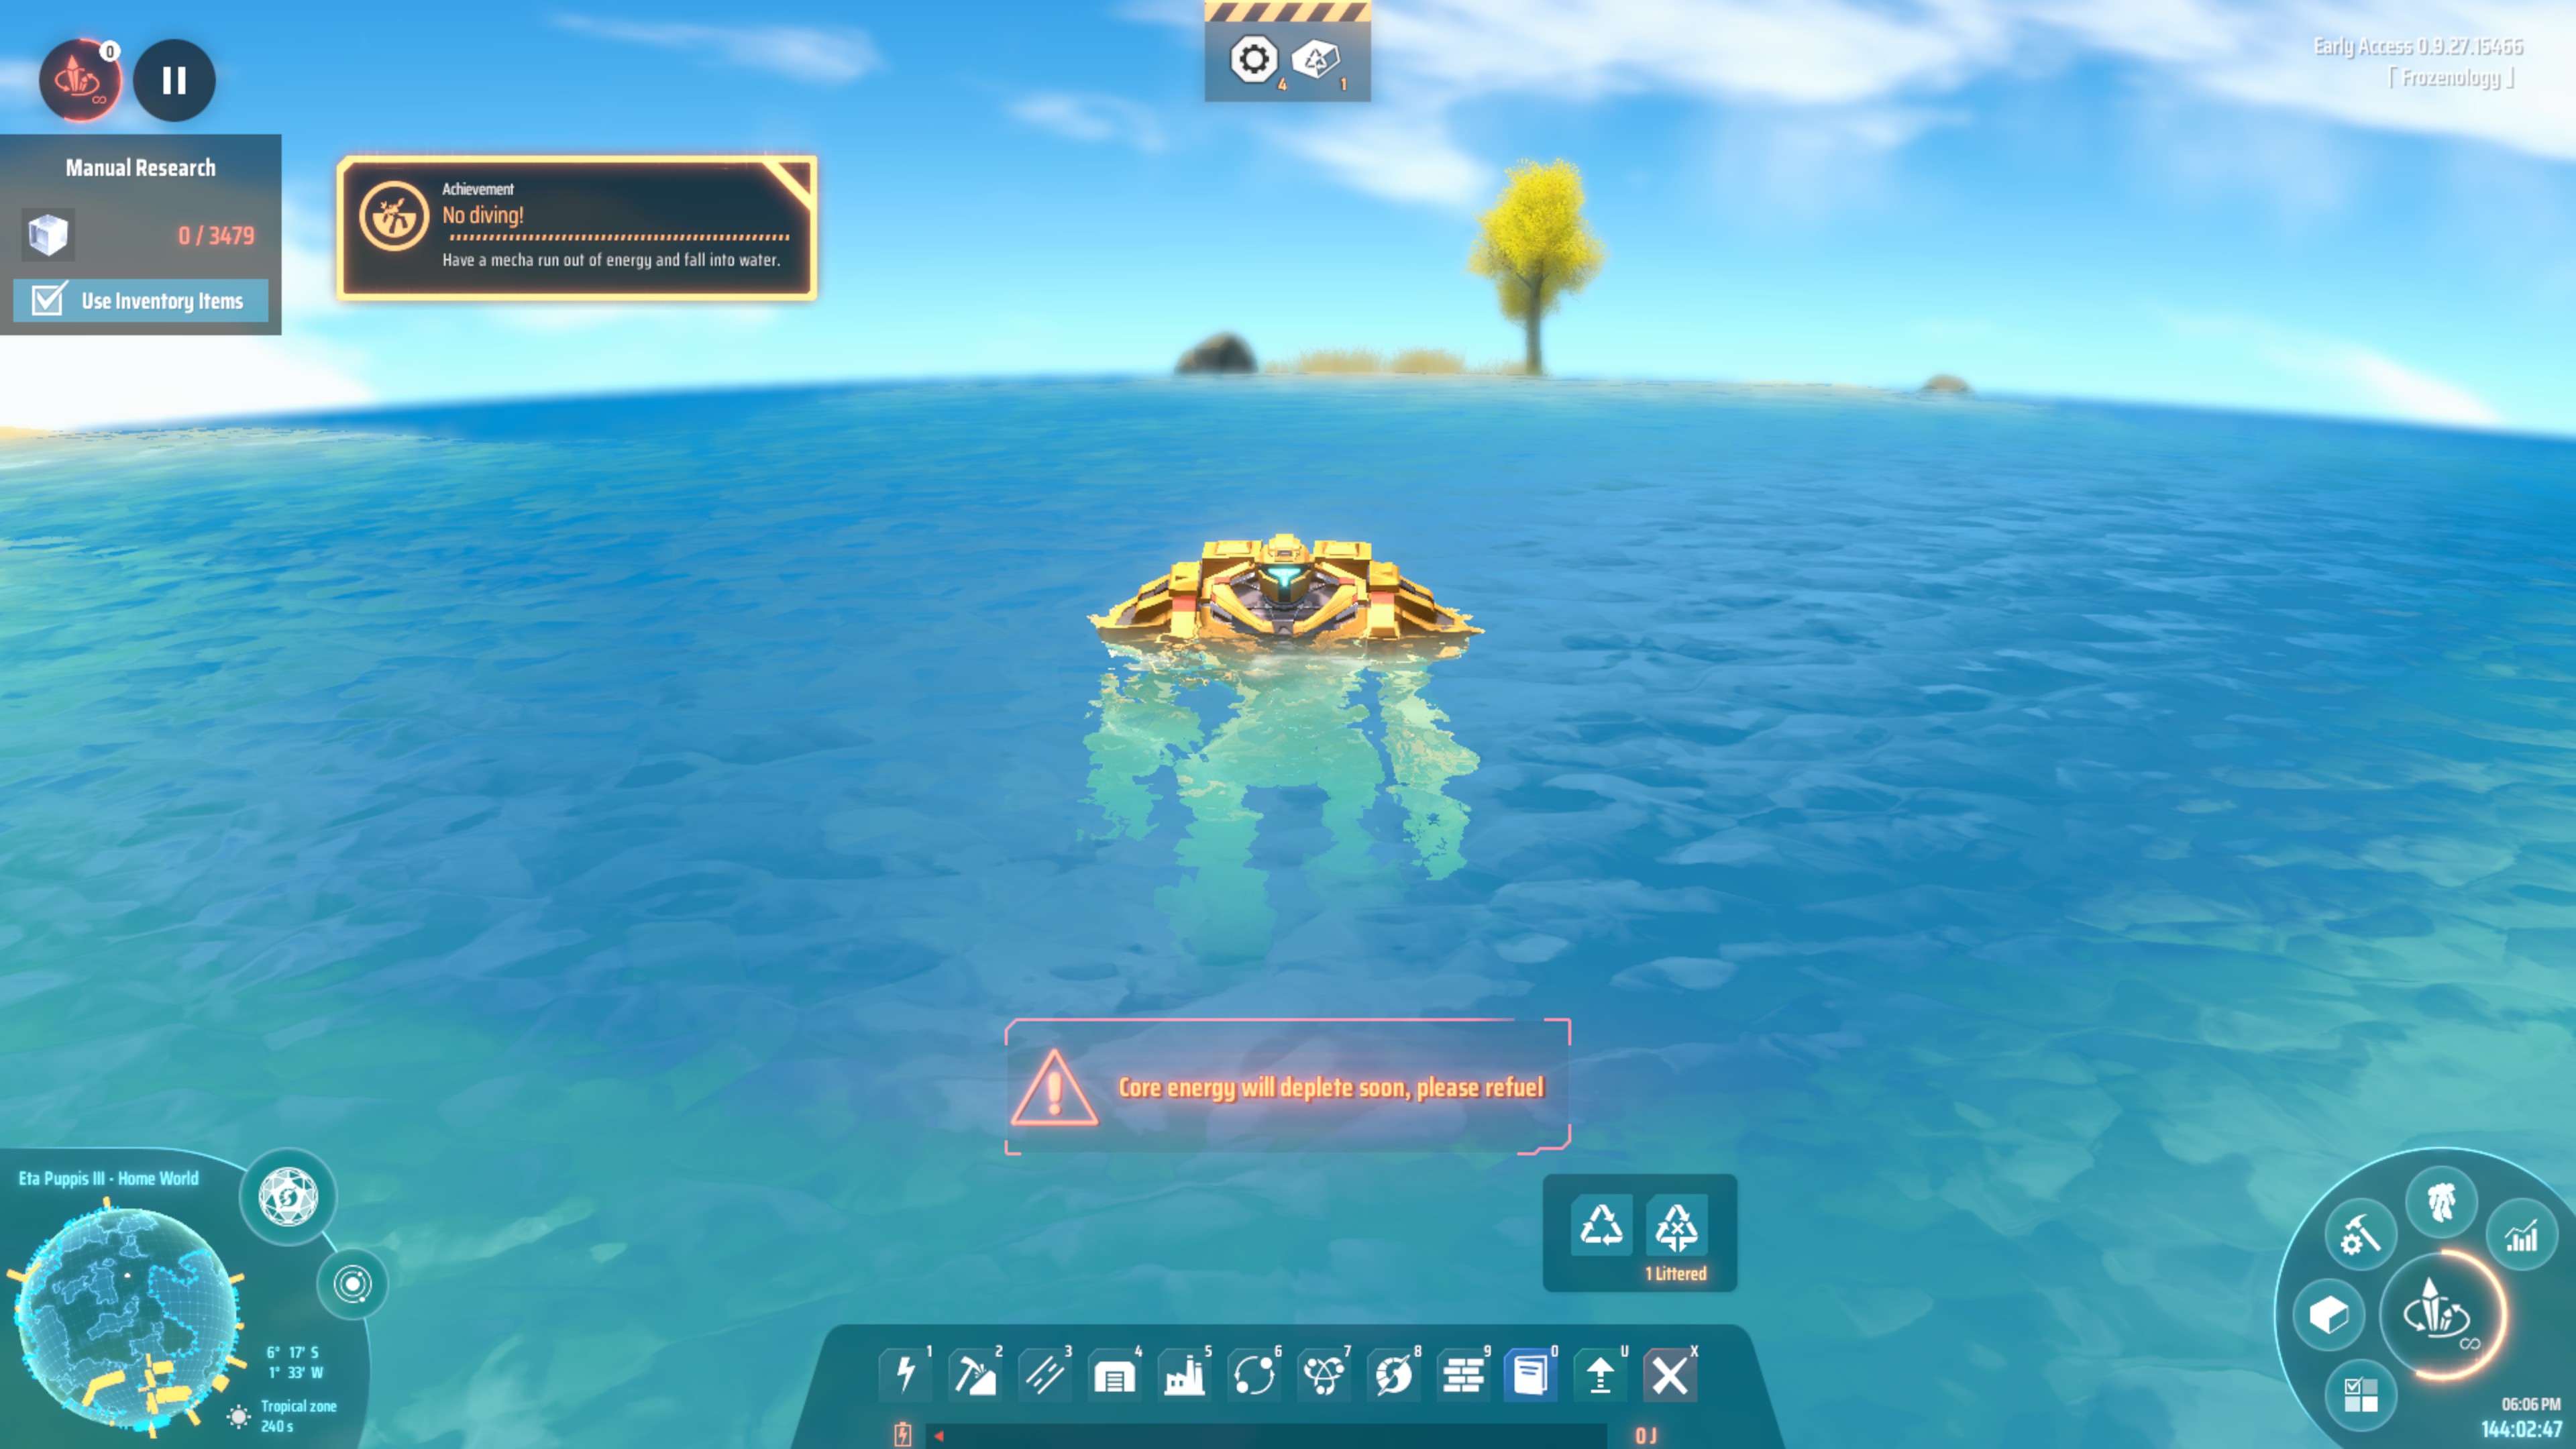 0
4
1
Early Access 0.9.27.15466
「 Frozenology 」
Manual Research
0 / 3479
Use Inventory Items
Achievement
No diving!
Have a mecha run out of energy and fall into water.
Core energy will deplete soon, please refuel
1 Littered
Eta Puppis III - Home World
6° 17' S
1° 33' W
Tropical zone
240 s
1 2 3 4 5 6 7 8 9 0 U X
0 J
∞
06:06 PM
144:02:47